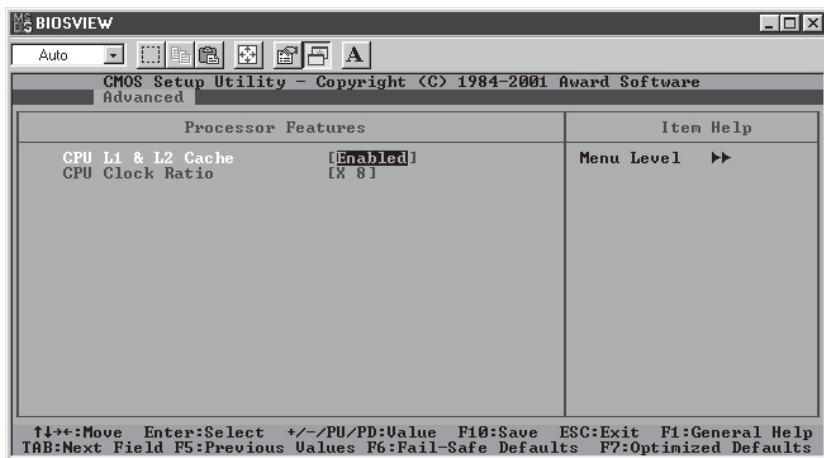 BIOSVIEW
Auto
A
CMOS Setup Utility - Copyright (C) 1984-2001 Award Software
Advanced
Processor Features
Item Help
CPU L1 & L2 Cache [Enabled]
Menu Level ▶▶
CPU Clock Ratio [X 8]
↑↓→←:Move Enter:Select +/-/PU/PD:Value F10:Save ESC:Exit F1:General Help
TAB:Next Field F5:Previous Values F6:Fail-Safe Defaults F7:Optimized Defaults